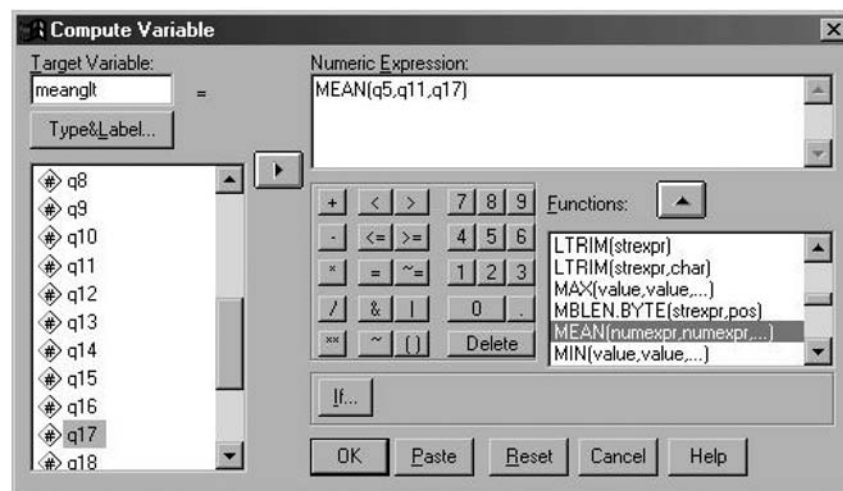 Compute Variable
Target Variable:
meanglt
=
Type&Label...
Numeric Expression:
MEAN(q5,q11,q17)
q8
q9
q10
q11
q12
q13
q14
q15
q16
q17
q18
+ < > 7 8 9
- <= >= 4 5 6
* = ~= 1 2 3
/ & | 0 .
** ~ () Delete
Functions:
LTRIM(strexpr)
LTRIM(strexpr,char)
MAX(value,value,...)
MBLEN.BYTE(strexpr,pos)
MEAN(numexpr,numexpr,...)
MIN(value,value,...)
If...
OK Paste Reset Cancel Help